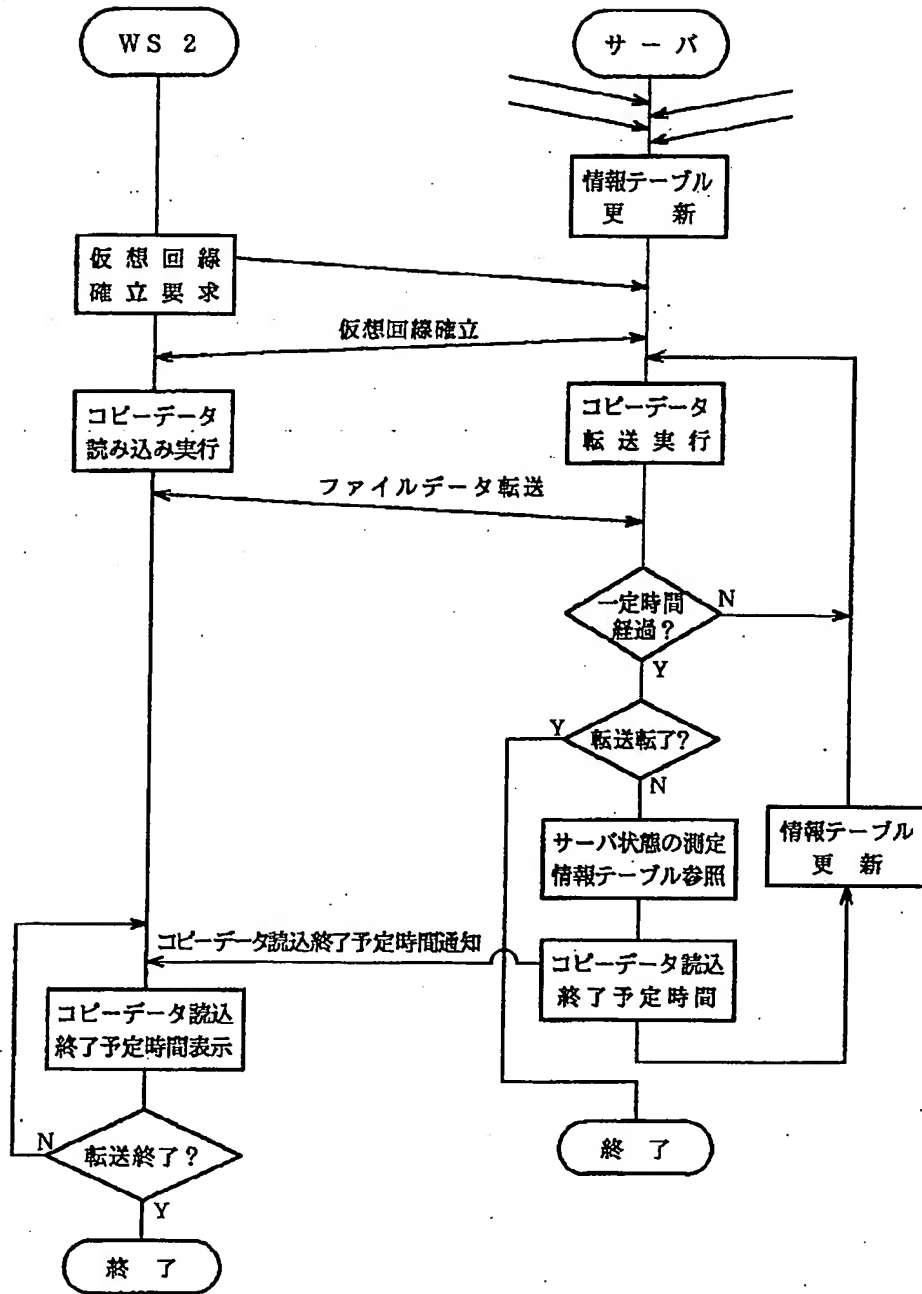 WS 2
サーバ
情報テーブル
更 新
仮想回線
確立要求
仮想回線確立
コピーデータ
読み込み実行
コピーデータ
転送実行
ファイルデータ転送
一定時間
経過?
N
Y
転送転了?
Y
N
サーバ状態の測定
情報テーブル参照
情報テーブル
更 新
コピーデータ読込終了予定時間通知
コピーデータ読込
終了予定時間
コピーデータ読込
終了予定時間表示
転送終了?
N
Y
終 了
終 了